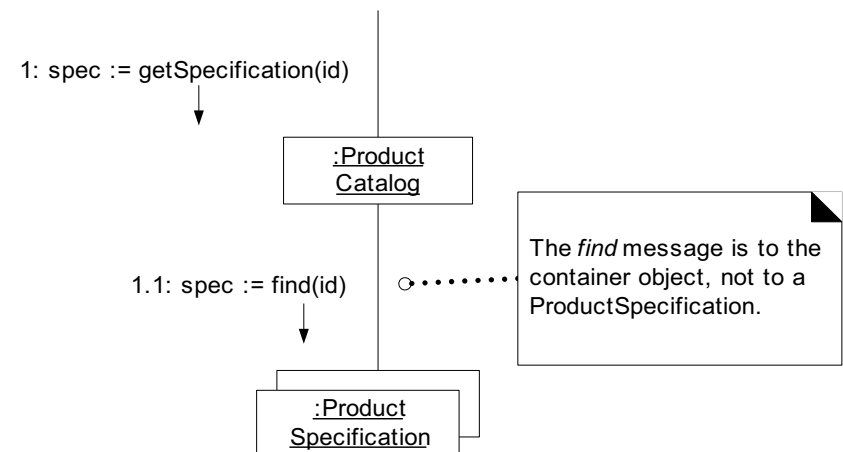 1: spec := getSpecification(id)
:Product
Catalog
The find message is to the
container object, not to a
ProductSpecification.
1.1: spec := find(id)
:Product
Specification